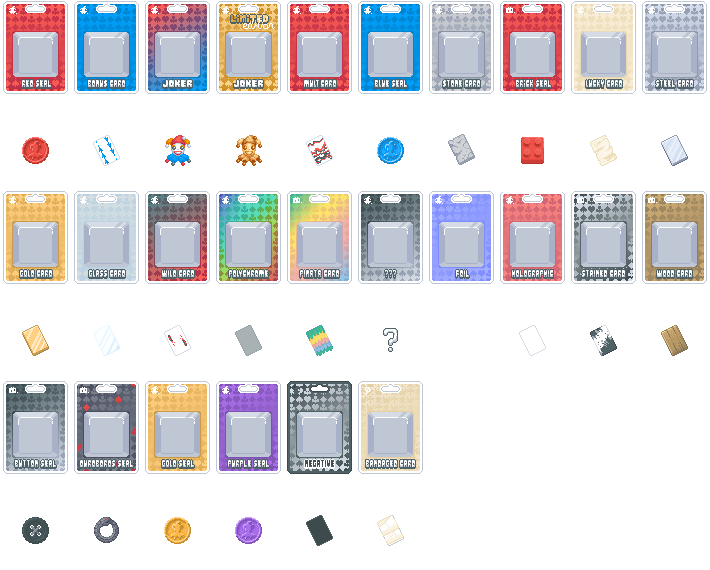 LIMITED
EDITION
RED SEAL
BONUS CARD
JOKER
JOKER
MULT CARD
BLUE SEAL
STONE CARD
BRICK SEAL
LUCKY CARD
STEEL CARD
GOLD CARD
GLASS CARD
WILD CARD
POLYCHROME
PINATA CARD
???
FOIL
HOLOGRAPHIC
STAINED CARD
WOOD CARD
?
BUTTON SEAL
OUROBOROS SEAL
GOLD SEAL
PURPLE SEAL
NEGATIVE
BANDAGED CARD